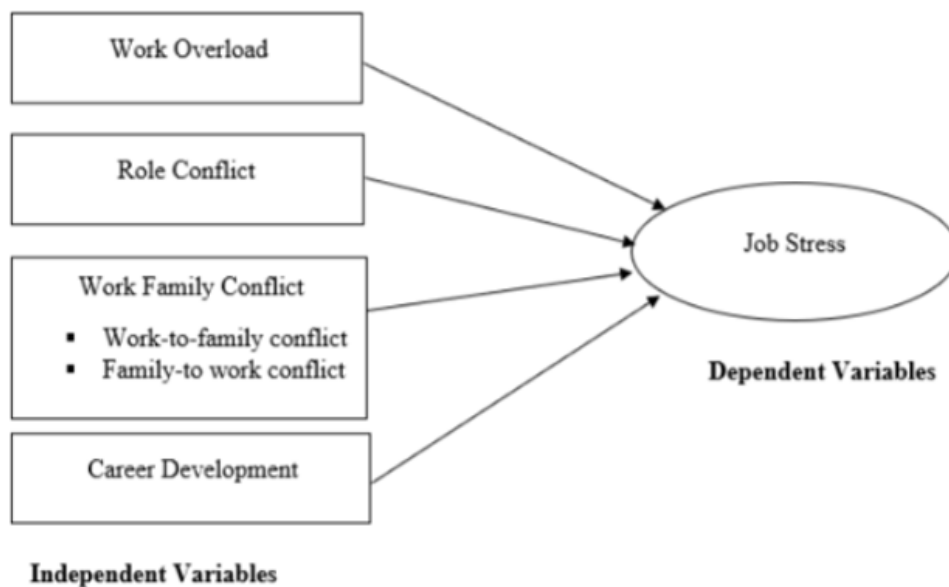 Work Overload
Role Conflict
Work Family Conflict
▪ Work-to-family conflict
▪ Family-to work conflict
Career Development
Independent Variables
Job Stress
Dependent Variables